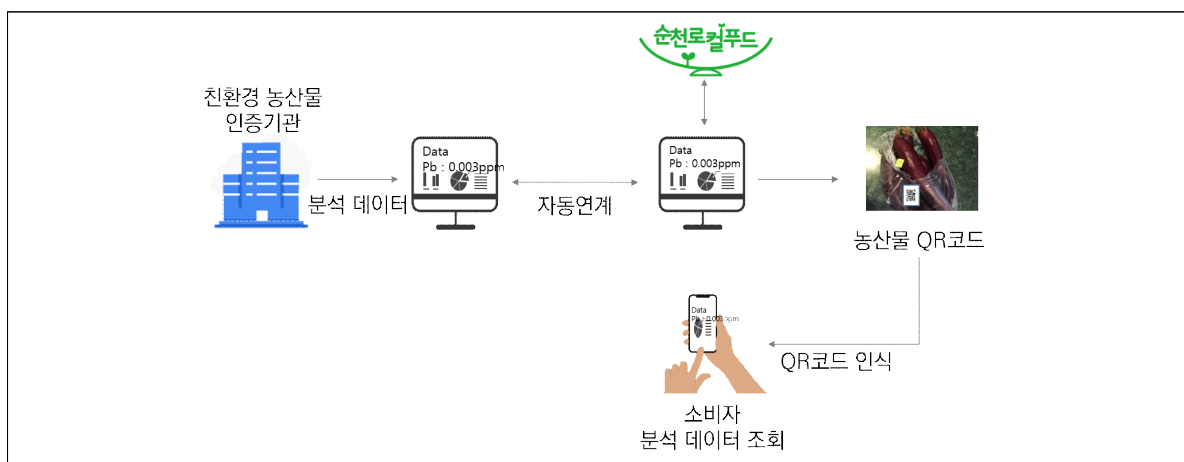 순천로컬푸드
친환경 농산물
인증기관
Data
Pb : 0.003ppm
분석 데이터
자동연계
Data
Pb : 0.003ppm
농산물 QR코드
Data
Pb : 0.003ppm
QR코드 인식
소비자
분석 데이터 조회